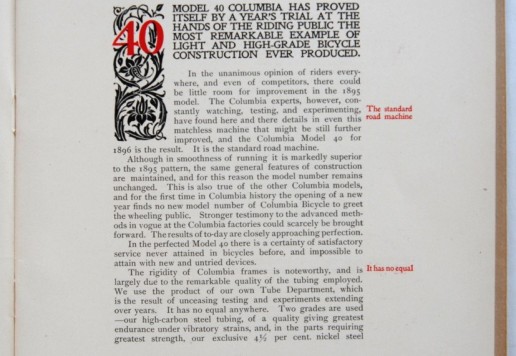 40
MODEL 40 COLUMBIA HAS PROVED
ITSELF BY A YEAR'S TRIAL AT THE
HANDS OF THE RIDING PUBLIC THE
MOST REMARKABLE EXAMPLE OF
LIGHT AND HIGH-GRADE BICYCLE
CONSTRUCTION EVER PRODUCED.
In the unanimous opinion of riders every-
where, and even of competitors, there could
be little room for improvement in the 1895
model. The Columbia experts, however, con-
stantly watching, testing, and experimenting,
have found here and there details in even this
matchless machine that might be still further
improved, and the Columbia Model 40 for
1896 is the result. It is the standard road machine.
The standard
road machine
Although in smoothness of running it is markedly superior
to the 1895 pattern, the same general features of construction
are maintained, and for this reason the model number remains
unchanged. This is also true of the other Columbia models,
and for the first time in Columbia history the opening of a new
year finds no new model number of Columbia Bicycle to greet
the wheeling public. Stronger testimony to the advanced meth-
ods in vogue at the Columbia factories could scarcely be brought
forward. The results of to-day are closely approaching perfection.
In the perfected Model 40 there is a certainty of satisfactory
service never attained in bicycles before, and impossible to
attain with new and untried devices.
The rigidity of Columbia frames is noteworthy, and is
largely due to the remarkable quality of the tubing employed.
We use the product of our own Tube Department, which
is the result of unceasing testing and experiments extending
over years. It has no equal anywhere. Two grades are used
—our high-carbon steel tubing, of a quality giving greatest
endurance under vibratory strains, and, in the parts requiring
greatest strength, our exclusive 4½ per cent. nickel steel
It has no equal